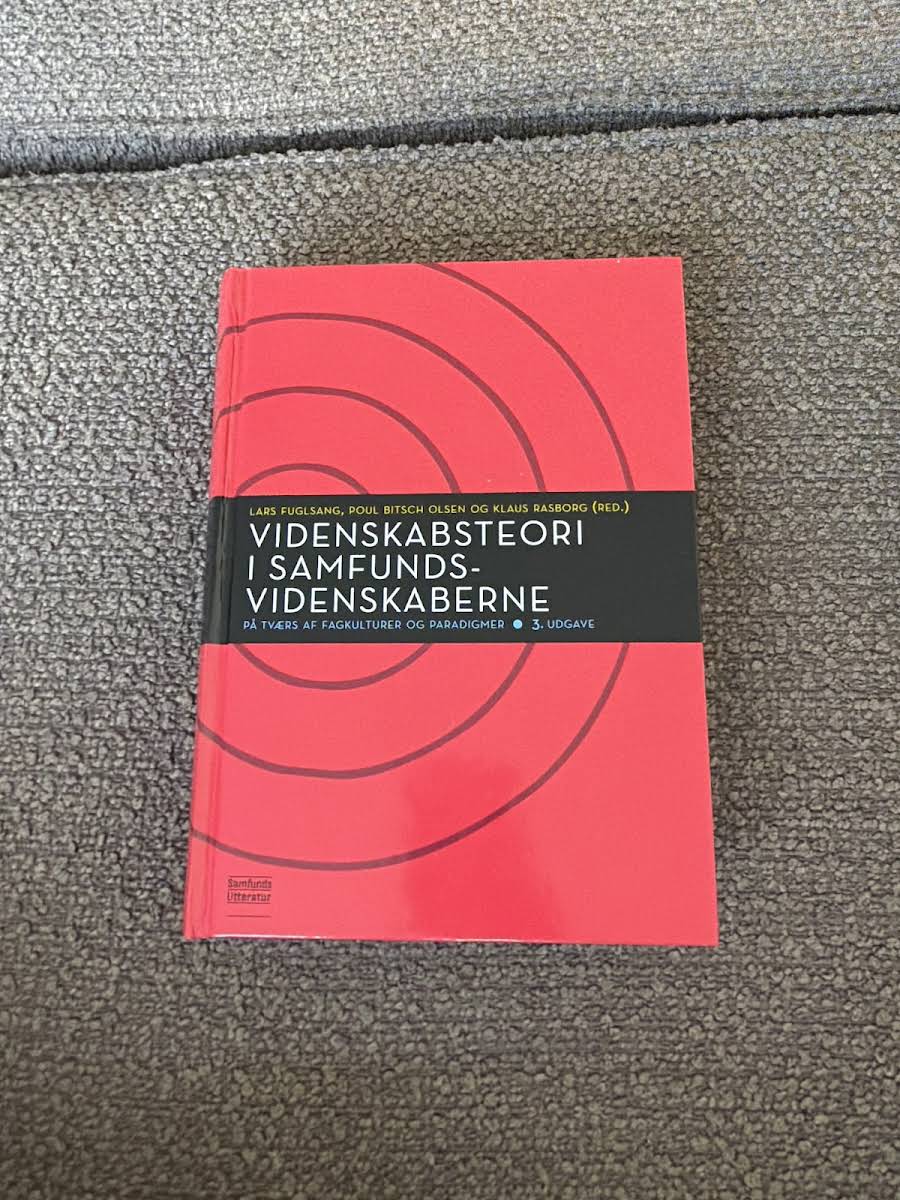 LARS FUGLSANG, POUL BITSCH OLSEN OG KLAUS RASBORG (RED.)
VIDENSKABSTEORI
I SAMFUNDS-
VIDENSKABERNE
PÅ TVÆRS AF FAGKULTURER OG PARADIGMER ● 3. UDGAVE
Samfunds
Litteratur